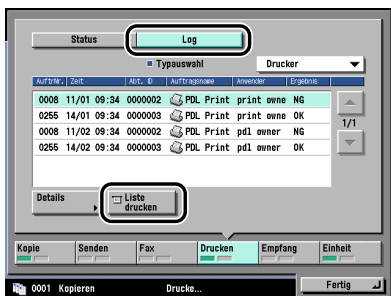 Status Log
Typauswahl Drucker
AuftrNr. Zeit Abt. D Auftragsname Anwender Ergebnis
0008 11/01 09:34 0000002 PDL Print print owne NG
0255 14/01 09:34 0000003 PDL Print print owne OK
0008 11/02 09:34 0000002 PDL Print pdl owner NG
0255 14/02 09:34 0000003 PDL Print pdl owner OK
1/1
Details Liste
drucken
Kopie Senden Fax Drucken Empfang Einheit
0001 Kopieren Drucke... Fertig